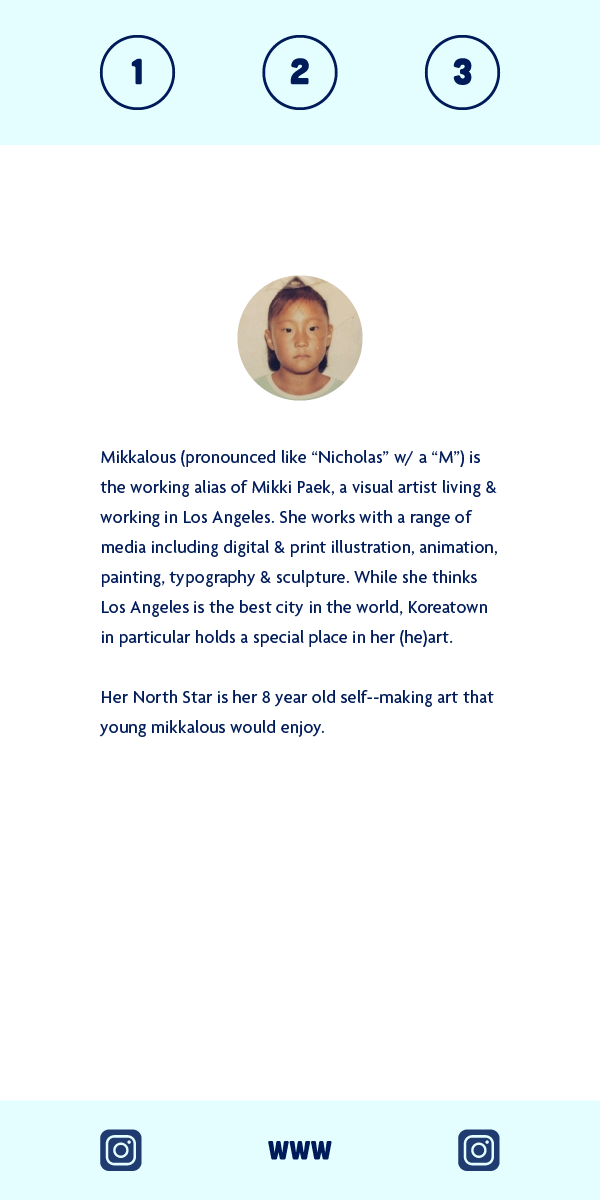 1 2 3
Mikkalous (pronounced like “Nicholas” w/ a “M”) is
the working alias of Mikki Paek, a visual artist living &
working in Los Angeles. She works with a range of
media including digital & print illustration, animation,
painting, typography & sculpture. While she thinks
Los Angeles is the best city in the world, Koreatown
in particular holds a special place in her (he)art.
Her North Star is her 8 year old self--making art that
young mikkalous would enjoy.
WWW